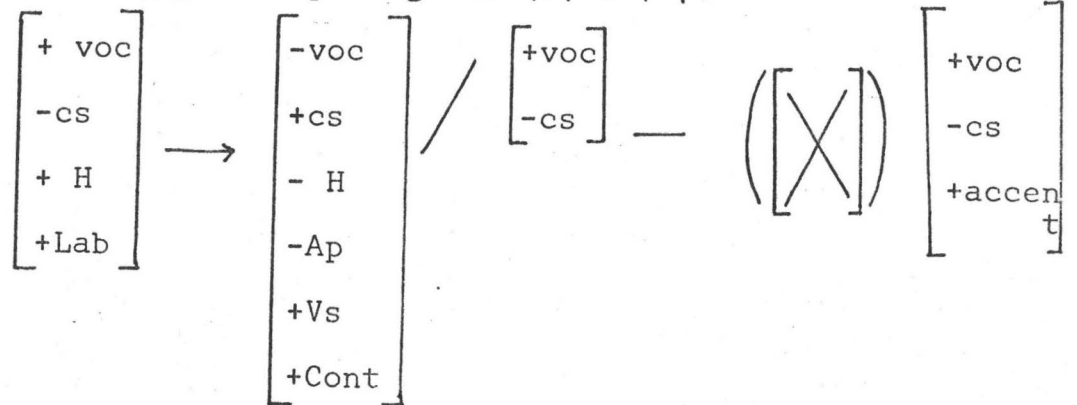 [+ voc -cs + H +Lab] → [-voc +cs - H -Ap +Vs +Cont] / [+voc -cs] — ([X]) [+voc -cs +accent]